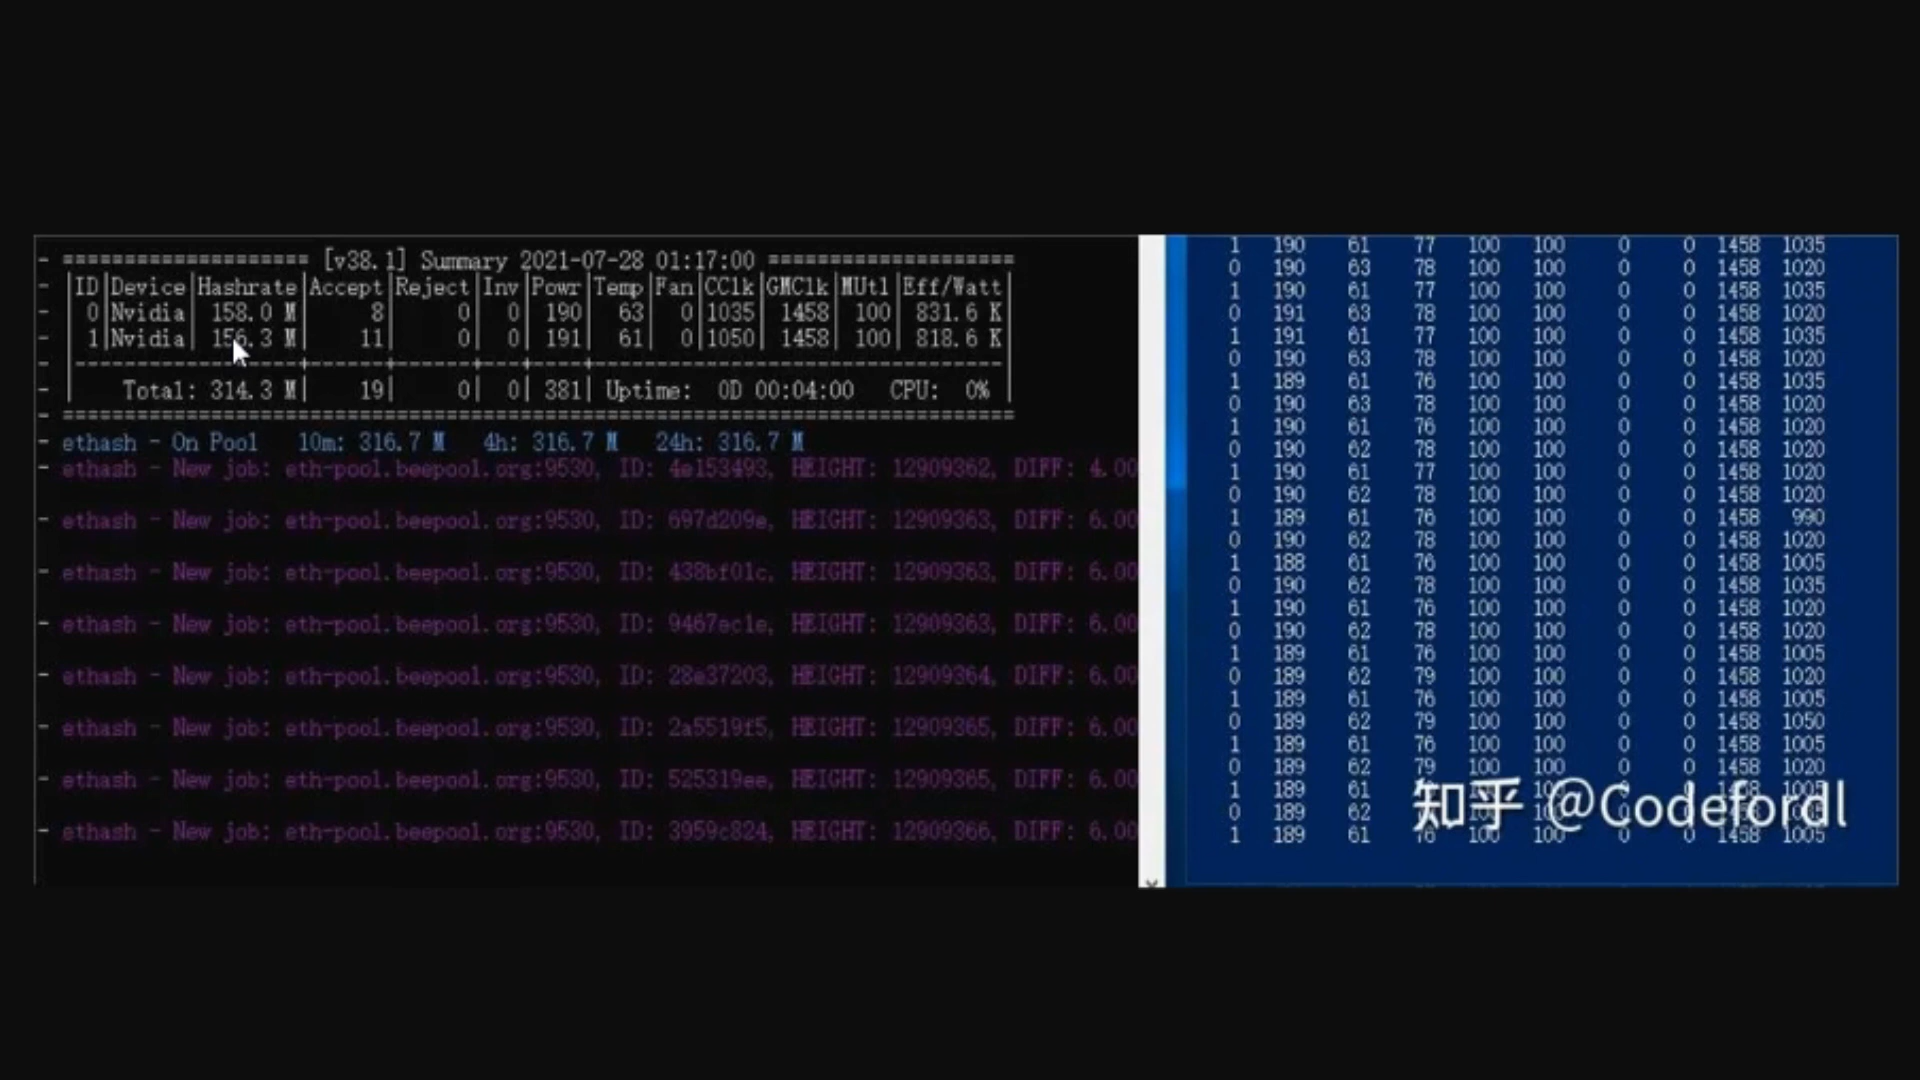 - ==================== [v38.1] Summary 2021-07-28 01:17:00 ====================
- |ID|Device|Hashrate|Accept|Reject|Inv|Powr|Temp|Fan|CClk|GMClk|MUtl|Eff/Watt|
- | 0|Nvidia| 158.0 M| 8| 0| 0| 190| 63| 0|1035| 1458| 100| 831.6 K|
- | 1|Nvidia| 156.3 M| 11| 0| 0| 191| 61| 0|1050| 1458| 100| 818.6 K|
- |------------------+------+------+---+----+--------------------------------|
- | Total: 314.3 M| 19| 0| 0| 381| Uptime: 0D 00:04:00 CPU: 0% |
- =============================================================================
- ethash - On Pool 10m: 316.7 M 4h: 316.7 M 24h: 316.7 M
- ethash - New job: eth-pool.beepool.org:9530, ID: 4e153493, HEIGHT: 12909362, DIFF: 4.00
- ethash - New job: eth-pool.beepool.org:9530, ID: 697d209e, HEIGHT: 12909363, DIFF: 6.00
- ethash - New job: eth-pool.beepool.org:9530, ID: 438bf01c, HEIGHT: 12909363, DIFF: 6.00
- ethash - New job: eth-pool.beepool.org:9530, ID: 9467ec1e, HEIGHT: 12909363, DIFF: 6.00
- ethash - New job: eth-pool.beepool.org:9530, ID: 28e37203, HEIGHT: 12909364, DIFF: 6.00
- ethash - New job: eth-pool.beepool.org:9530, ID: 2a5519f5, HEIGHT: 12909365, DIFF: 6.00
- ethash - New job: eth-pool.beepool.org:9530, ID: 525319ee, HEIGHT: 12909365, DIFF: 6.00
- ethash - New job: eth-pool.beepool.org:9530, ID: 3959c824, HEIGHT: 12909366, DIFF: 6.00
1 190 61 77 100 100 0 0 1458 1035
0 190 63 78 100 100 0 0 1458 1020
1 190 61 77 100 100 0 0 1458 1035
0 191 63 78 100 100 0 0 1458 1020
1 191 61 77 100 100 0 0 1458 1035
0 190 63 78 100 100 0 0 1458 1020
1 189 61 76 100 100 0 0 1458 1035
0 190 63 78 100 100 0 0 1458 1020
1 190 61 76 100 100 0 0 1458 1020
0 190 62 78 100 100 0 0 1458 1020
1 190 61 77 100 100 0 0 1458 1020
0 190 62 78 100 100 0 0 1458 1020
1 189 61 76 100 100 0 0 1458 990
0 190 62 78 100 100 0 0 1458 1020
1 188 61 76 100 100 0 0 1458 1005
0 190 62 78 100 100 0 0 1458 1035
1 190 61 76 100 100 0 0 1458 1020
0 190 62 78 100 100 0 0 1458 1020
1 189 61 76 100 100 0 0 1458 1005
0 189 62 79 100 100 0 0 1458 1020
1 189 61 76 100 100 0 0 1458 1005
0 189 62 79 100 100 0 0 1458 1050
1 189 61 76 100 100 0 0 1458 1005
0 189 62 79 100 100 0 0 1458 1020
1 189 61
0 189 62
1 189 61 76 100 100 0 0 1458 1005
知乎 @Codefordl